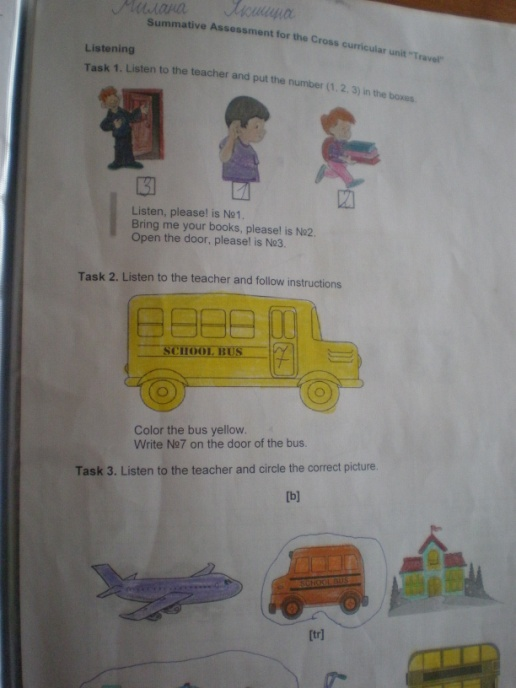 Милана Якшина
Summative Assessment for the Cross curricular unit "Travel"
Listening
Task 1. Listen to the teacher and put the number (1, 2, 3) in the boxes.
3 1 2
Listen, please! is №1.
Bring me your books, please! is №2.
Open the door, please! is №3.
Task 2. Listen to the teacher and follow instructions
SCHOOL BUS 7
Color the bus yellow.
Write №7 on the door of the bus.
Task 3. Listen to the teacher and circle the correct picture.
[b]
SCHOOL BUS
[tr]